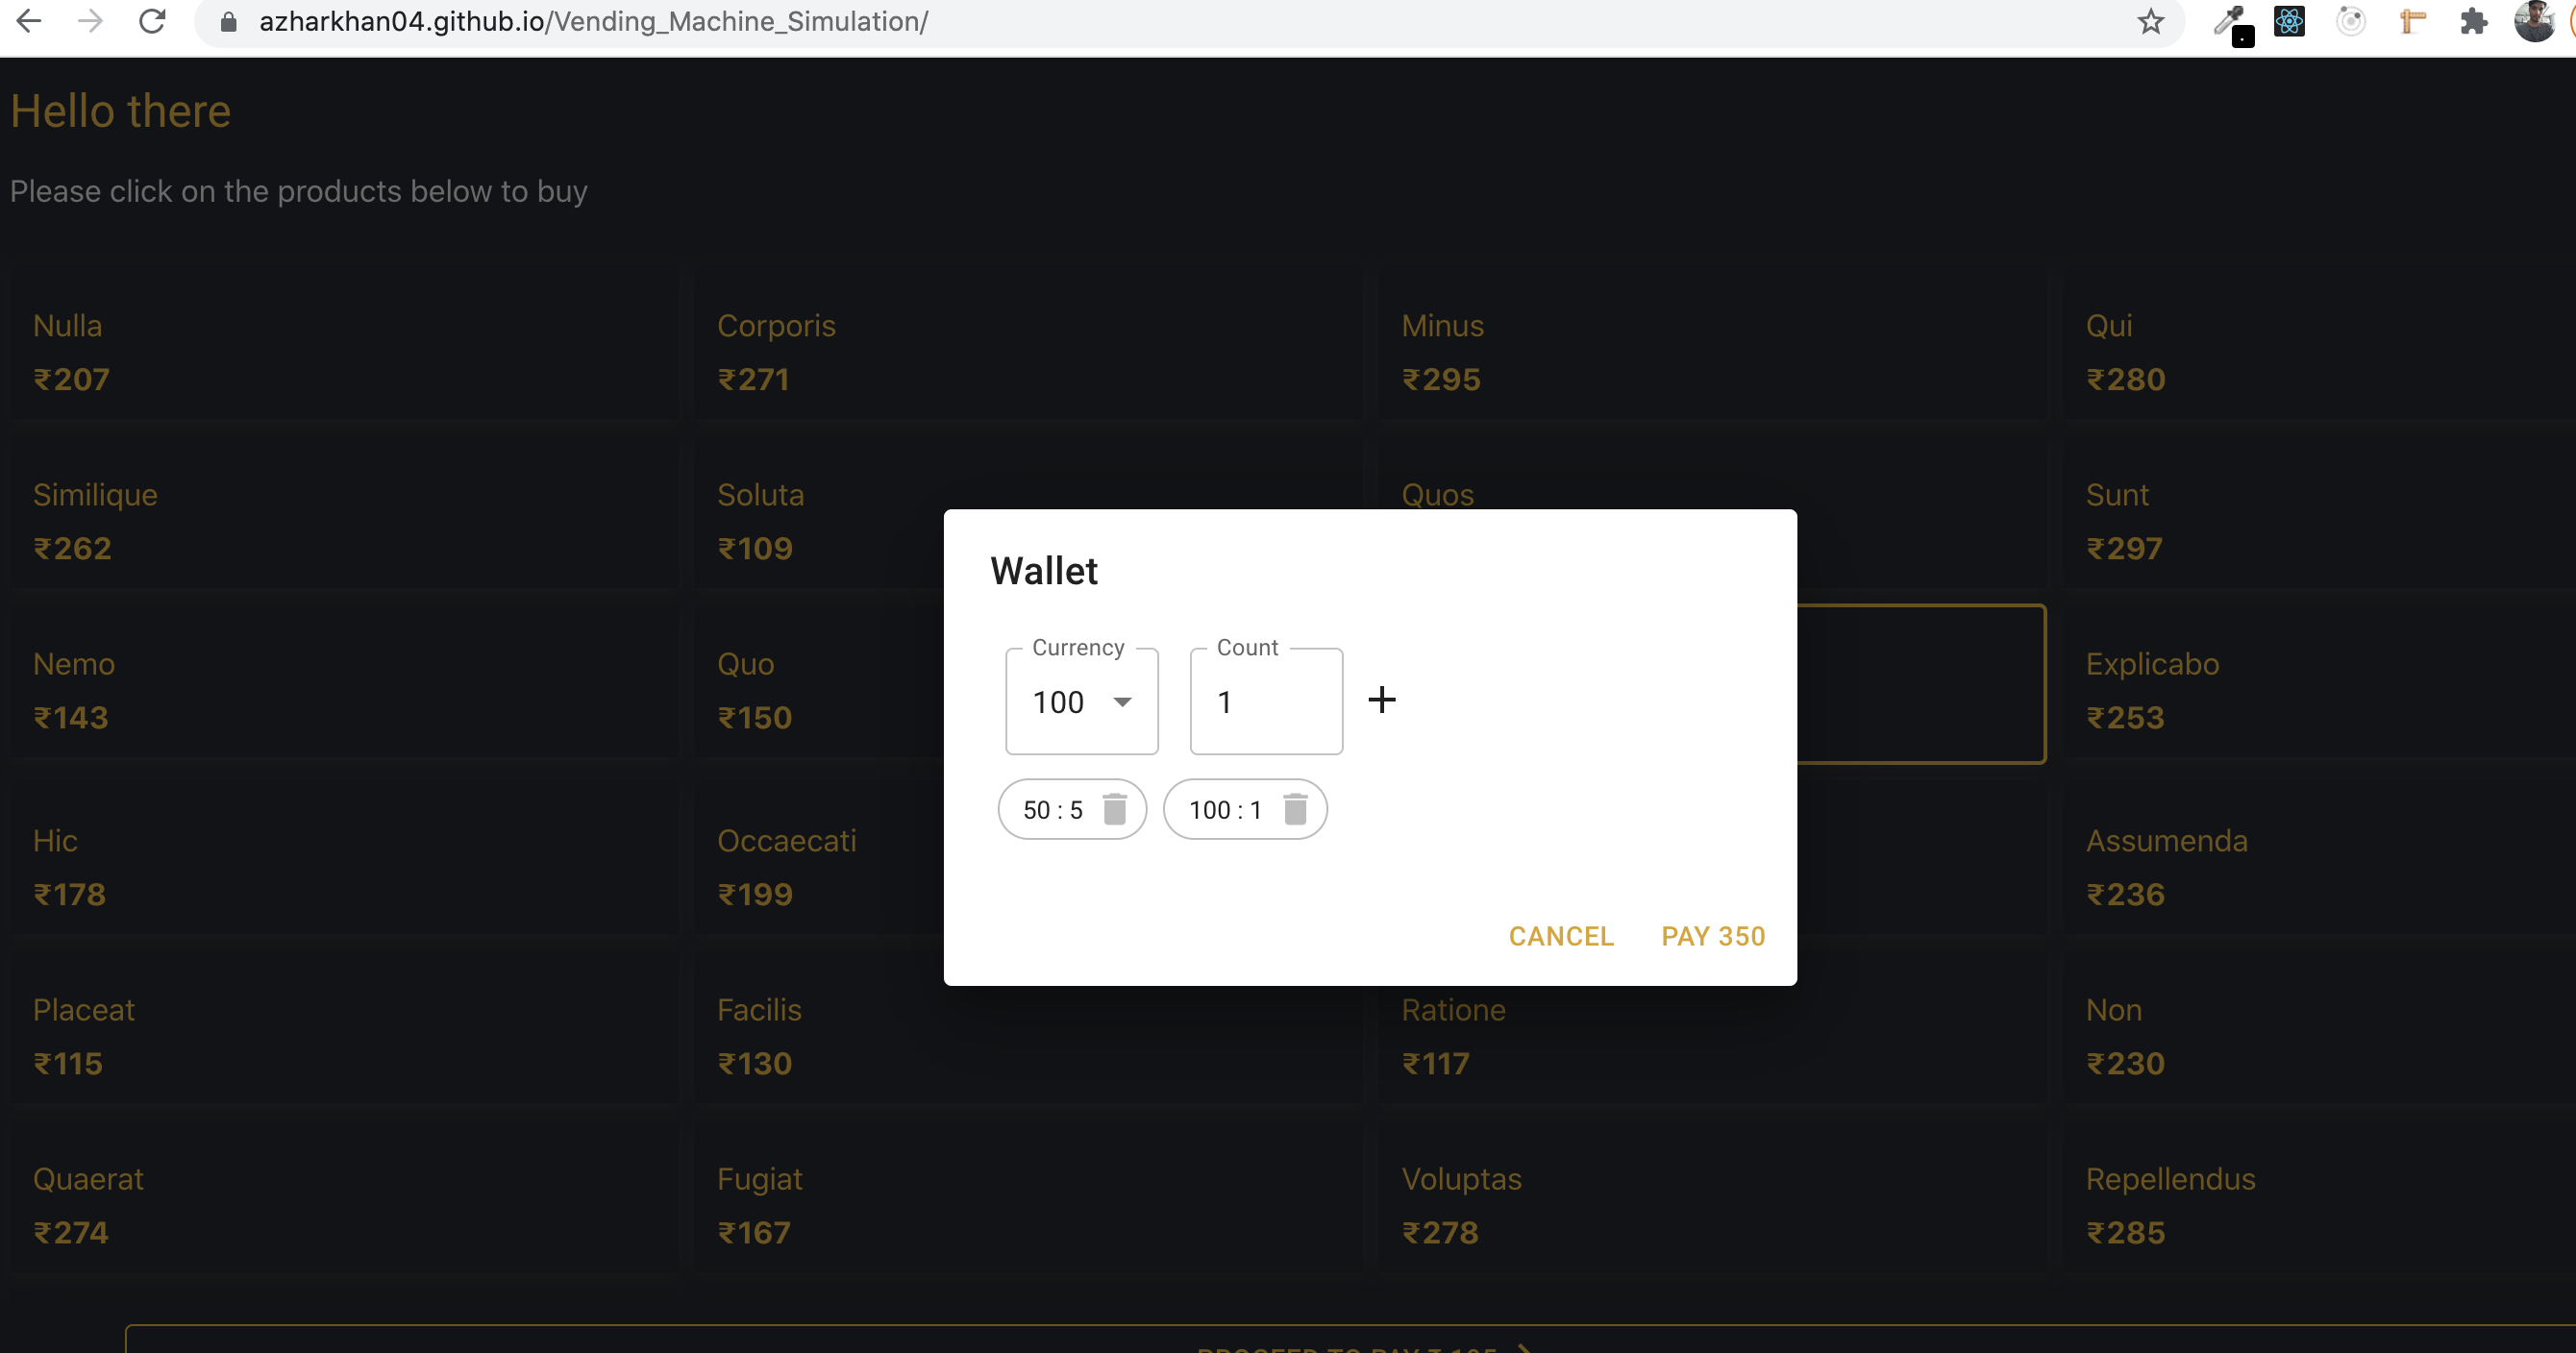 azharkhan04.github.io/Vending_Machine_Simulation/
Hello there
Please click on the products below to buy
Nulla
₹207
Corporis
₹271
Minus
₹295
Qui
₹280
Similique
₹262
Soluta
₹109
Quos
Sunt
₹297
Nemo
₹143
Quo
₹150
Explicabo
₹253
Wallet
Currency
100
Count
1
50 : 5
100 : 1
CANCEL
PAY 350
Hic
₹178
Occaecati
₹199
Assumenda
₹236
Placeat
₹115
Facilis
₹130
Ratione
₹117
Non
₹230
Quaerat
₹274
Fugiat
₹167
Voluptas
₹278
Repellendus
₹285
PROCEED TO PAY ₹